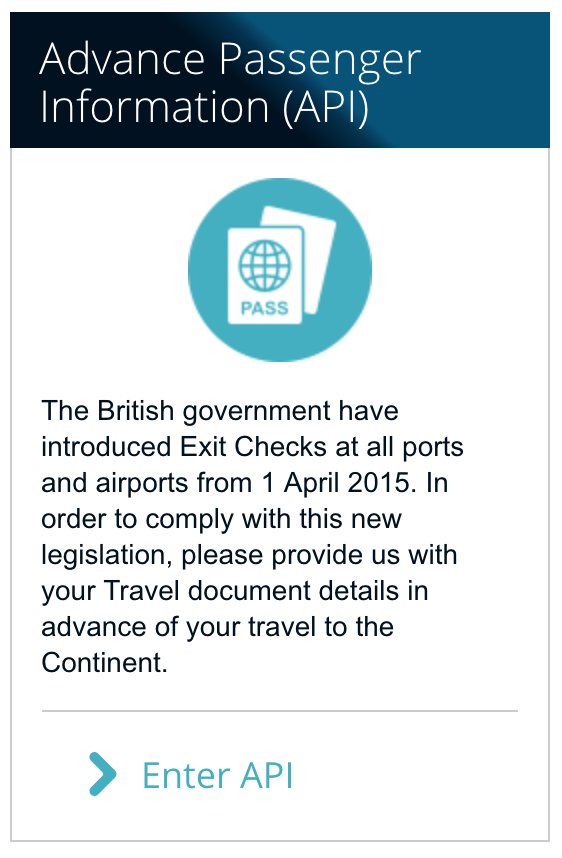 Advance Passenger
Information (API)
PASS
The British government have
introduced Exit Checks at all ports
and airports from 1 April 2015. In
order to comply with this new
legislation, please provide us with
your Travel document details in
advance of your travel to the
Continent.
Enter API